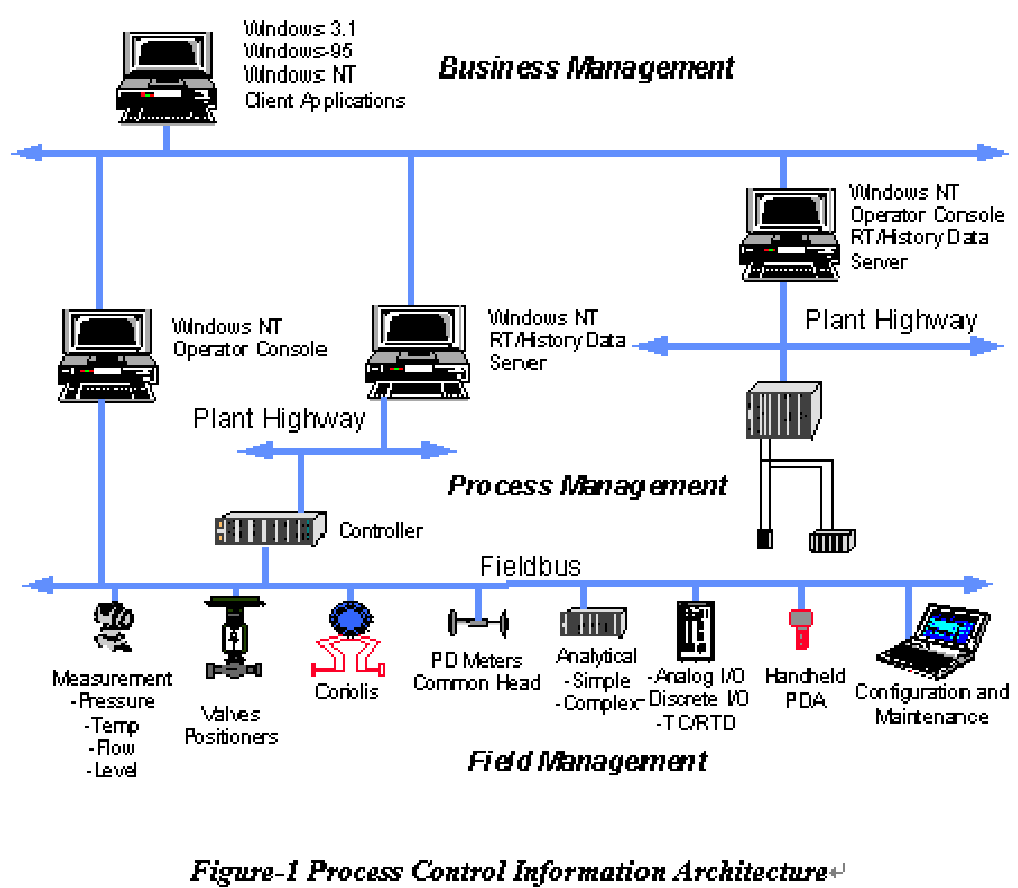 Windows 3.1
Windows-95
Windows NT
Client Applications
Business Management
Windows NT
Operator Console
RT/History Data
Server
Windows NT
Operator Console
Windows NT
RT/History Data
Server
Plant Highway
Plant Highway
Process Management
Controller
Fieldbus
Measurement
-Pressure
-Temp
-Flow
-Level
Valves
Positioners
Coriolis
PD Meters
Common Head
Analytical
-Simple
-Complex
-Analog I/O
-Discrete I/O
-TC/RTD
Handheld
PDA
Configuration and
Maintenance
Field Management
Figure-1 Process Control Information Architecture↵